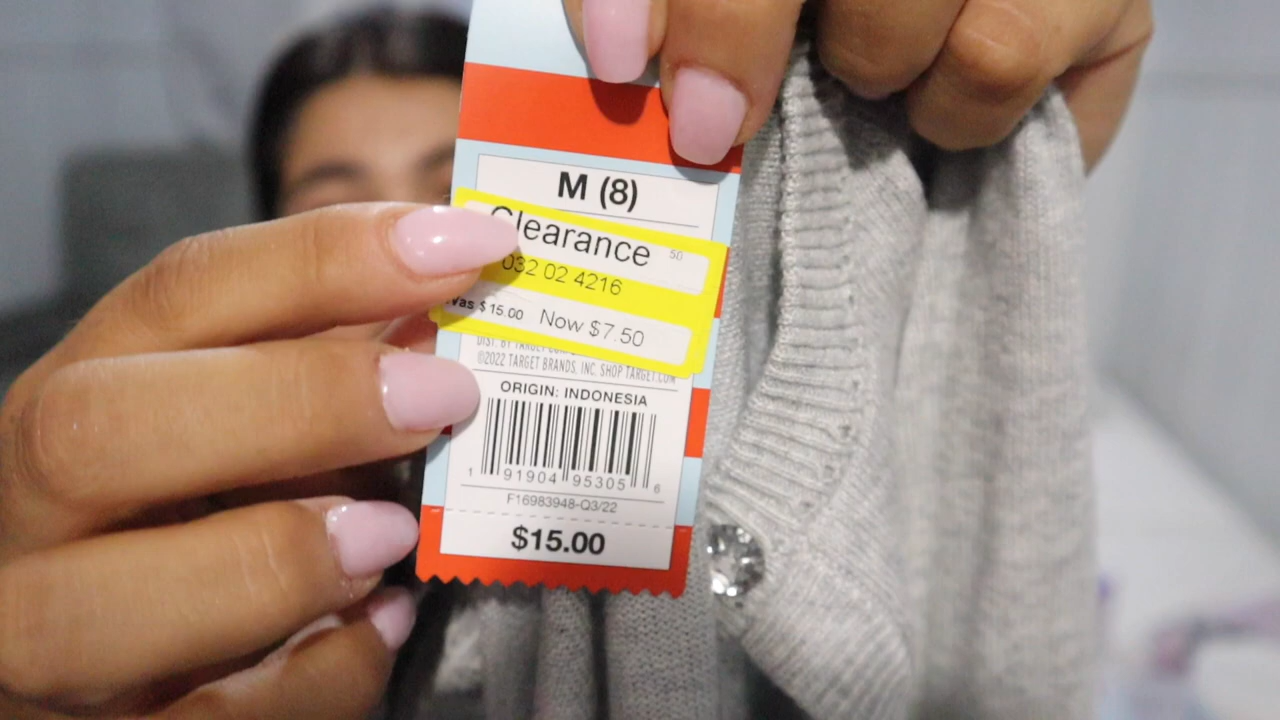 M (8)
Clearance 50
032 02 4216
Was $15.00 Now $7.50
©2022 TARGET BRANDS, INC. SHOP TARGET.COM
ORIGIN: INDONESIA
1 91904 95305 6
F16983948-Q3/22
$15.00